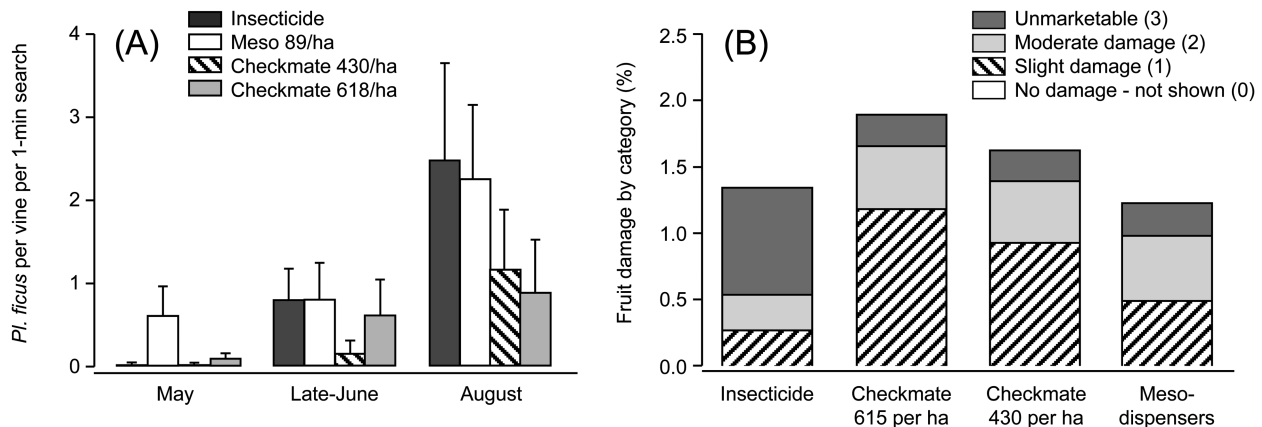 (A)
Insecticide
Meso 89/ha
Checkmate 430/ha
Checkmate 618/ha
Pl. ficus per vine per 1-min search
4
3
2
1
0
May
Late-June
August
(B)
Unmarketable (3)
Moderate damage (2)
Slight damage (1)
No damage - not shown (0)
Fruit damage by category (%)
2.5
2.0
1.5
1.0
0.5
0.0
Insecticide
Checkmate
615 per ha
Checkmate
430 per ha
Meso-
dispensers